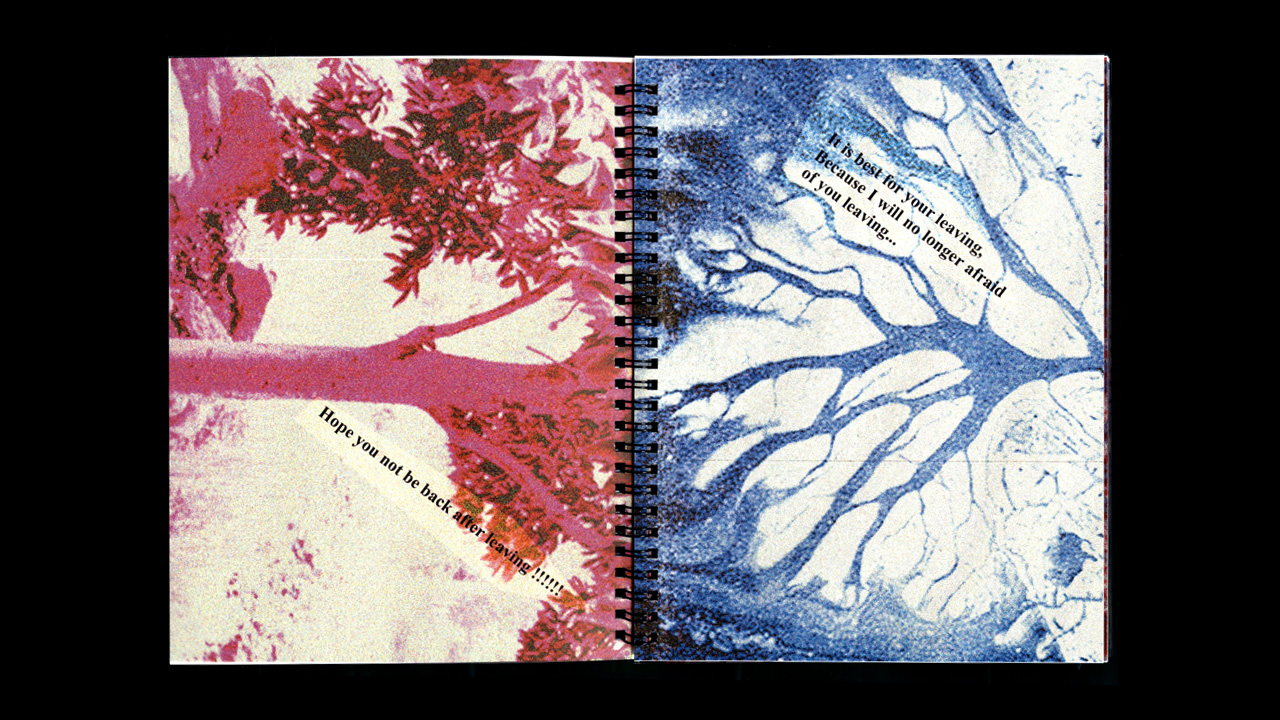 Hope you not be back after leaving !!!!!!
It is best for your leaving,
Because I will no longer afraid
of you leaving...